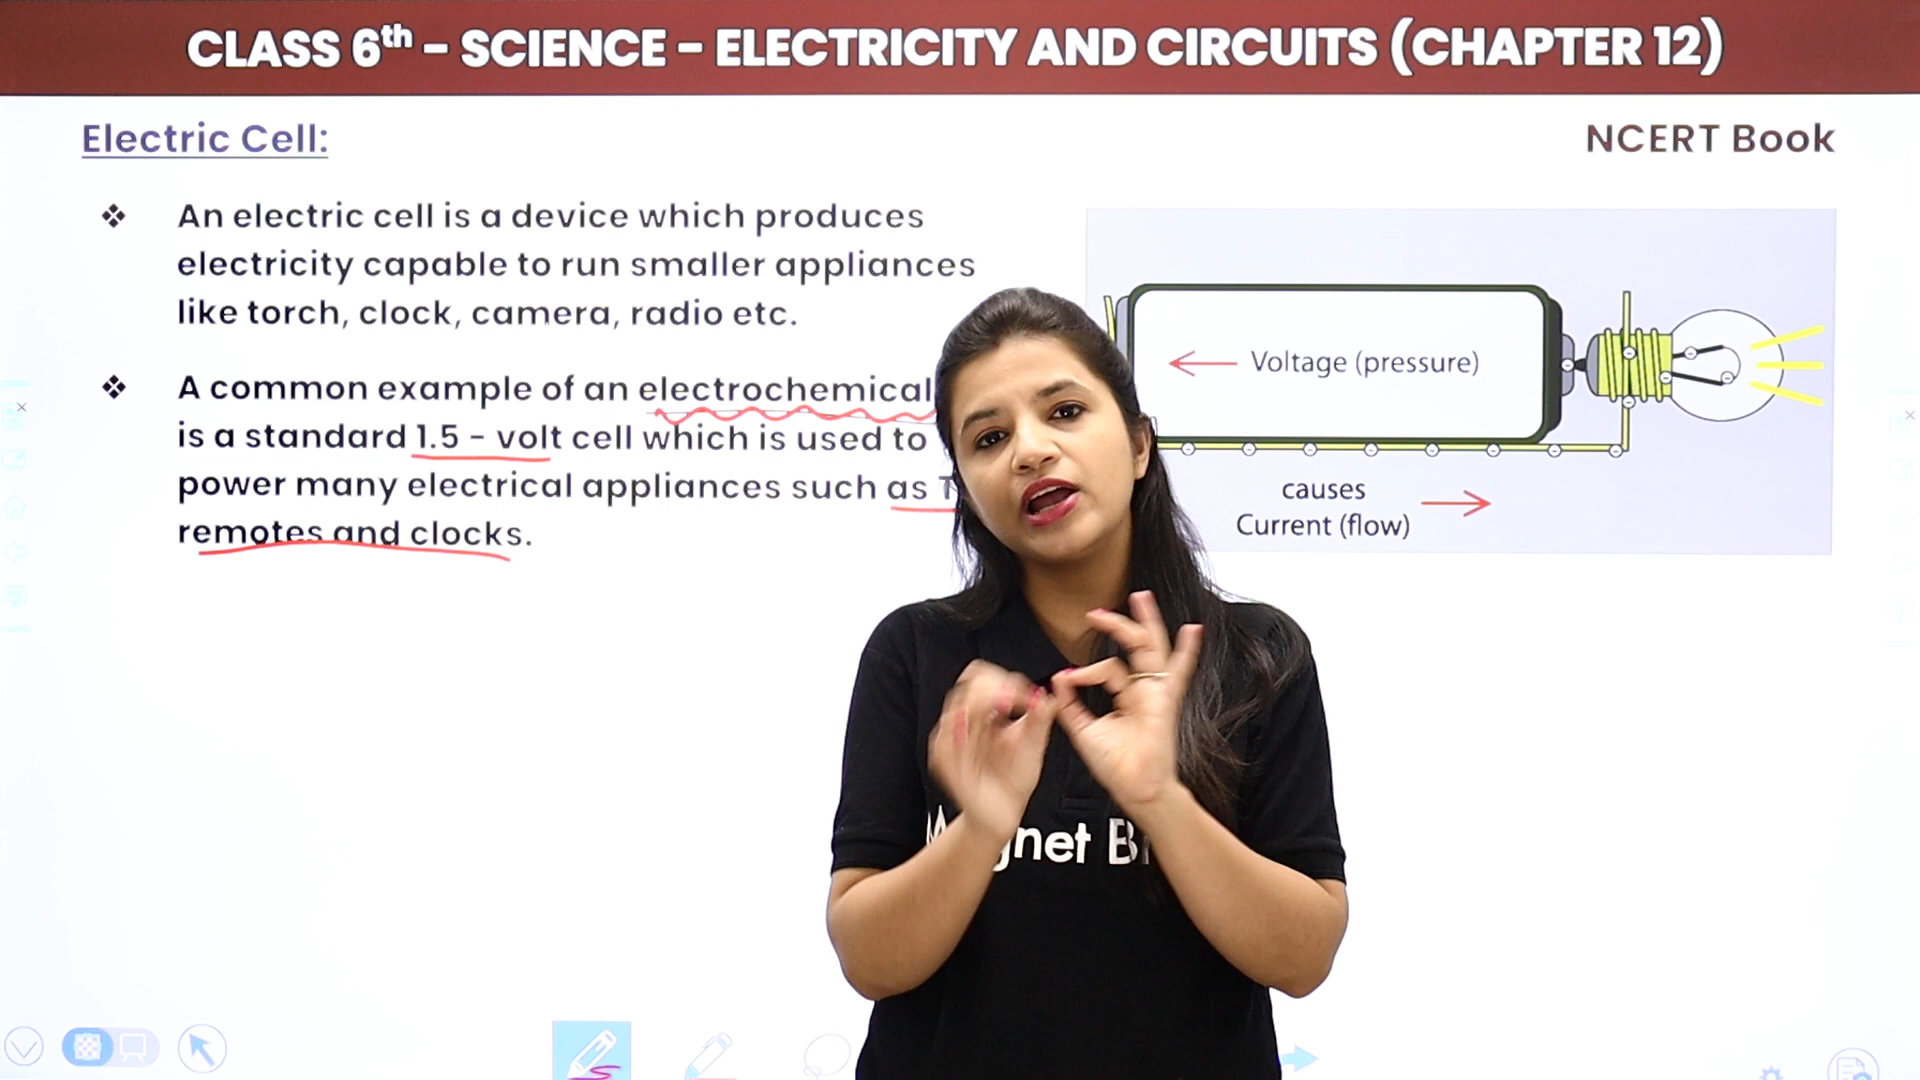 CLASS 6th – SCIENCE – ELECTRICITY AND CIRCUITS (CHAPTER 12)
Electric Cell:
NCERT Book
❖ An electric cell is a device which produces
electricity capable to run smaller appliances
like torch, clock, camera, radio etc.
❖ A common example of an electrochemical
is a standard 1.5 - volt cell which is used to
power many electrical appliances such as T
remotes and clocks.
Voltage (pressure)
causes
Current (flow)
gnet B